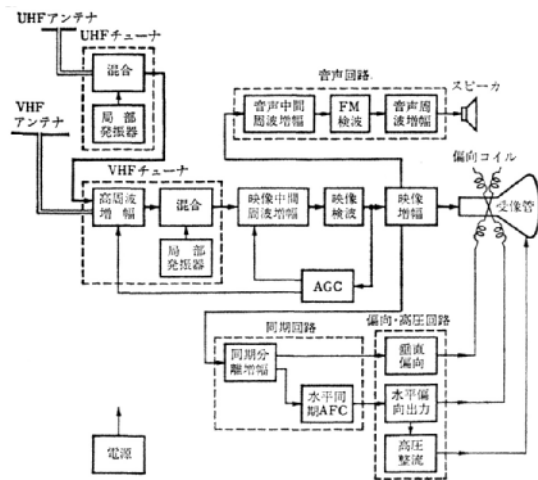 UHFアンテナ
UHFチューナ
混合
局部
発振器
VHF
アンテナ
VHFチューナ
高周波
増幅
混合
局部
発振器
音声回路
音声中間
周波増幅
FM
検波
音声周
波増幅
スピーカ
映像中間
周波増幅
映像
検波
映像
増幅
偏向コイル
受像管
AGC
同期回路
同期分
離増幅
水平同
期AFC
偏向・高圧回路
垂直
偏向
水平偏
向出力
高圧
整流
電源